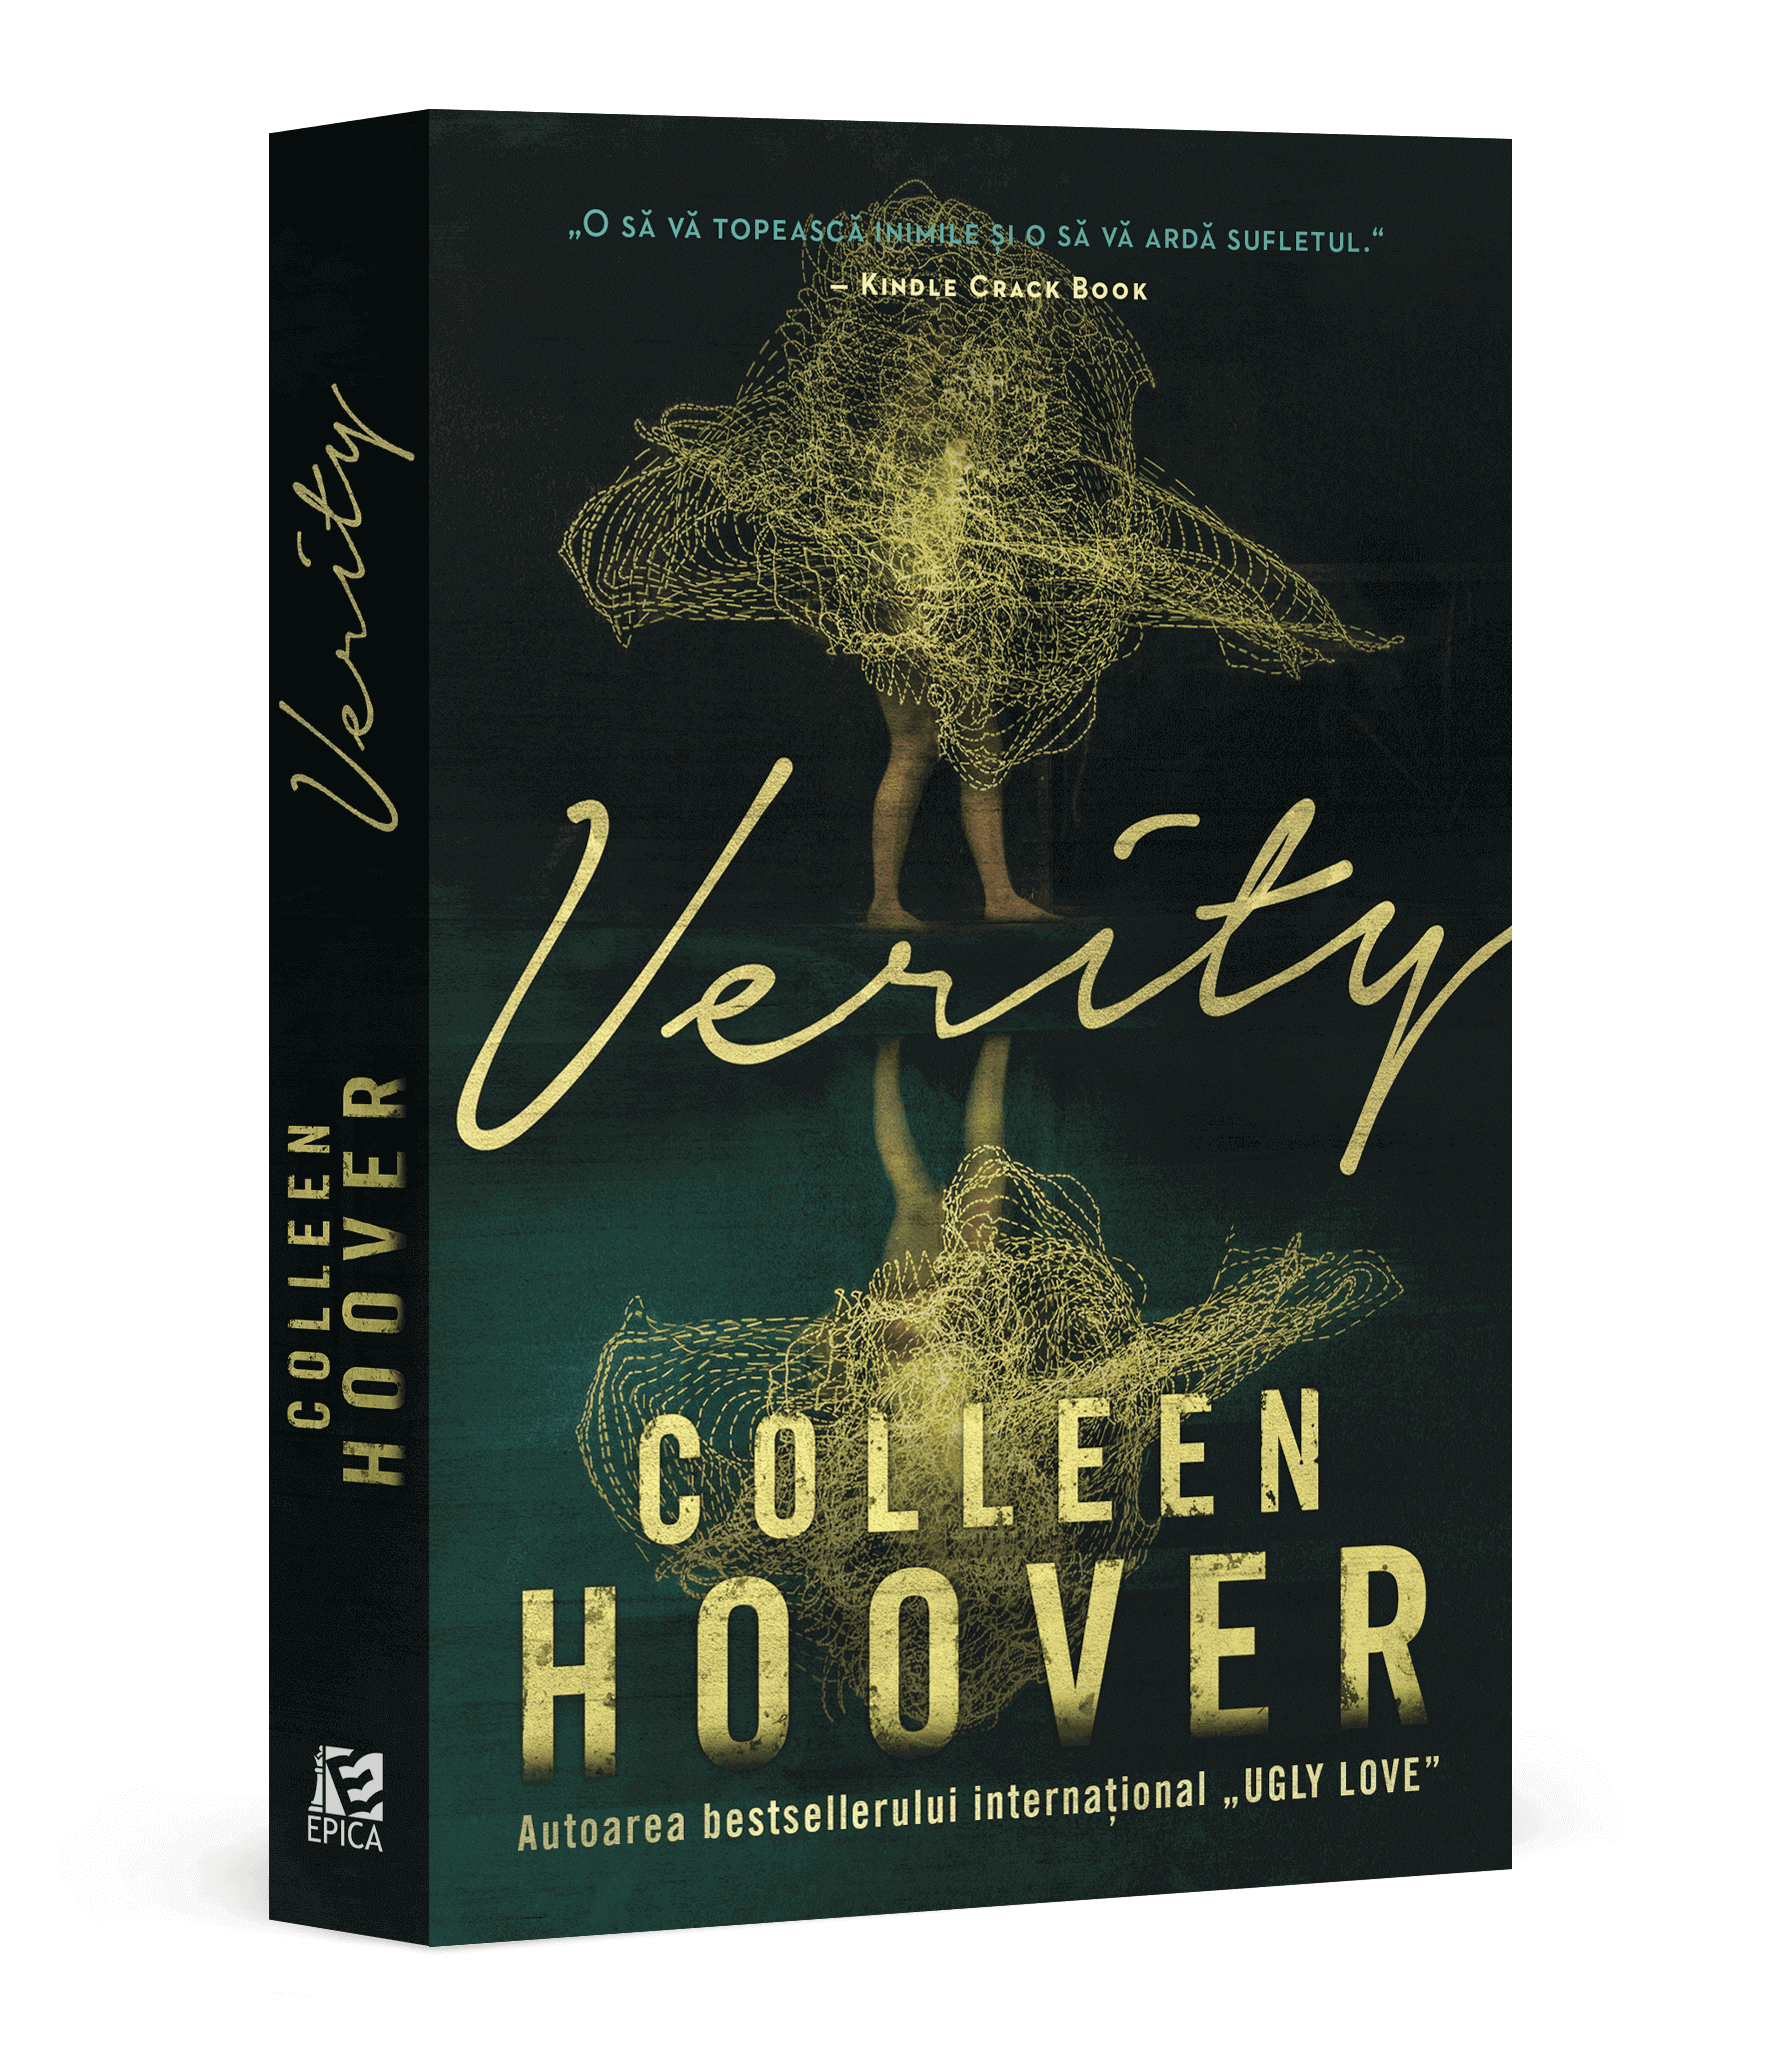 Verity
COLLEEN
HOOVER
EPICA
„O SĂ VĂ TOPEASCĂ INIMILE ȘI O SĂ VĂ ARDĂ SUFLETUL.“
– KINDLE CRACK BOOK
Verity
COLLEEN
HOOVER
Autoarea bestsellerului internațional „UGLY LOVE”